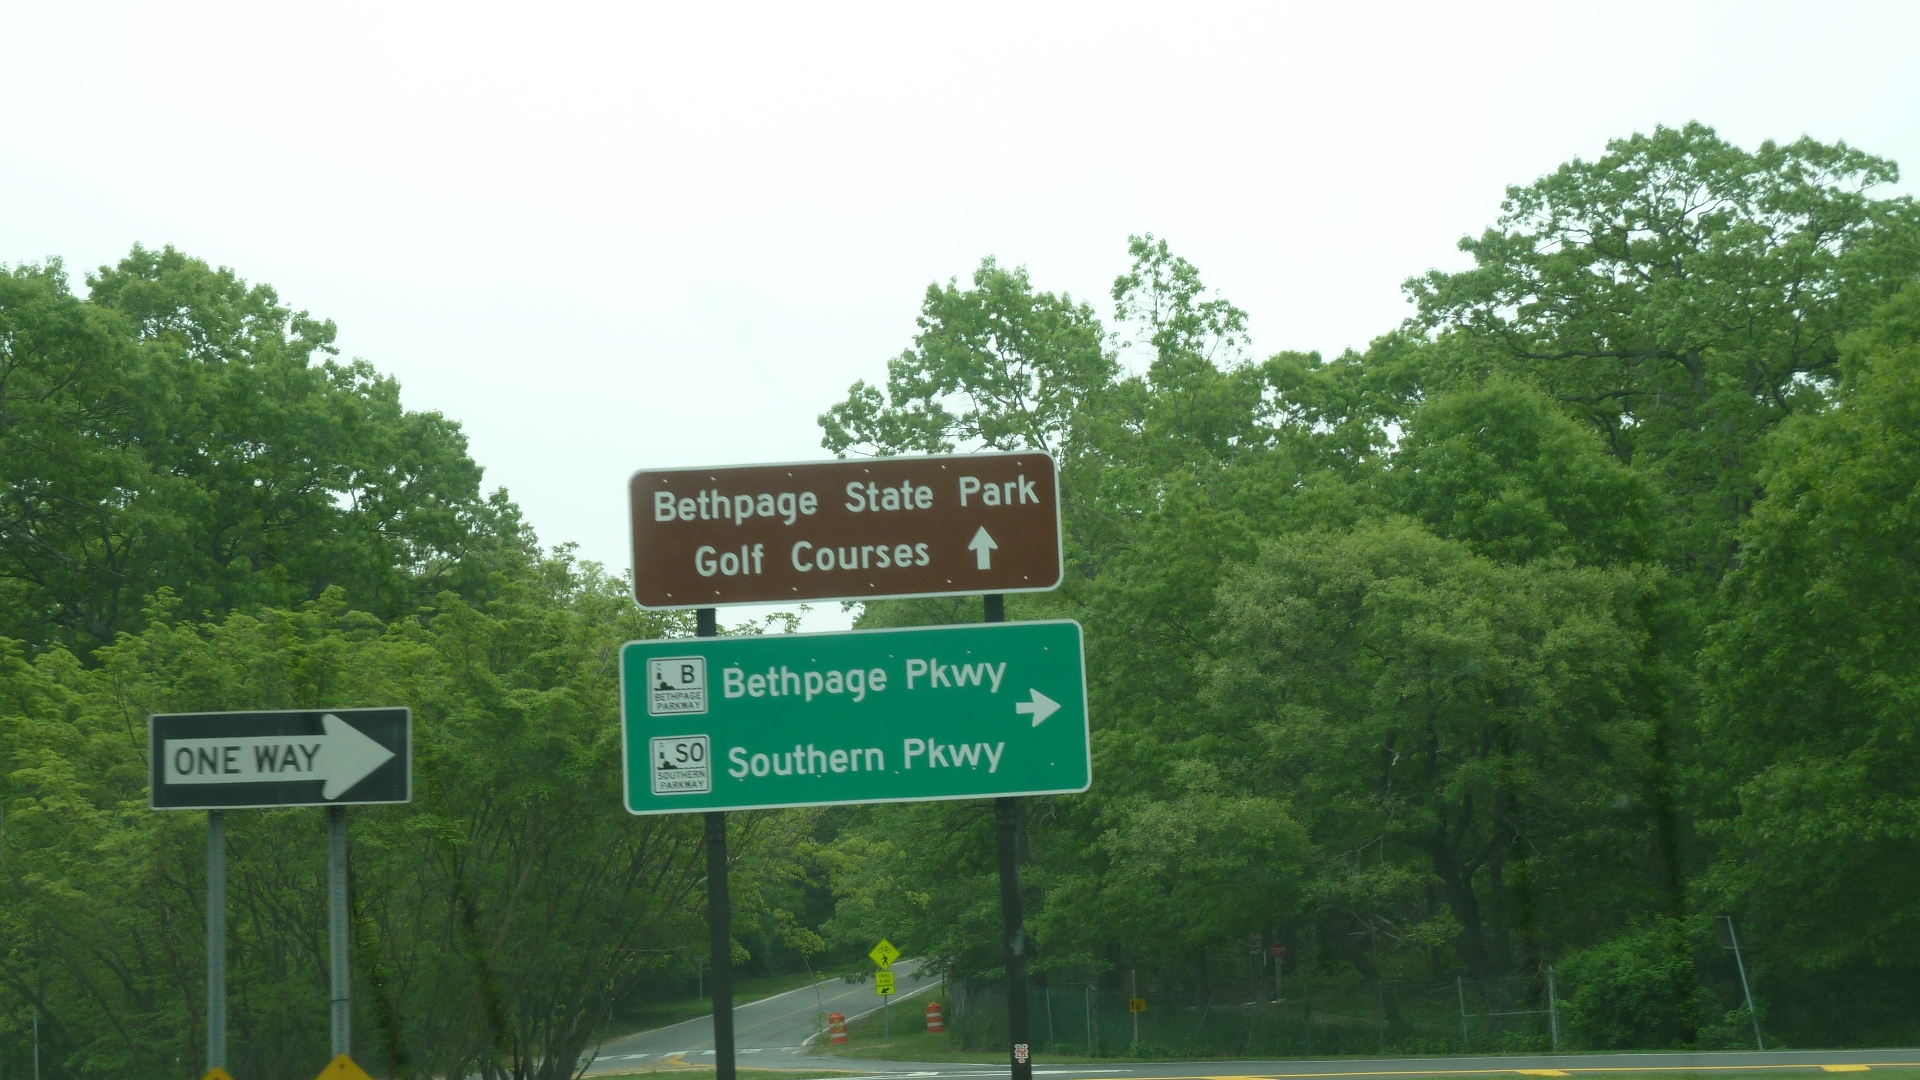 Bethpage State Park
Golf Courses
B
BETHPAGE
PARKWAY
Bethpage Pkwy
SO
SOUTHERN
PARKWAY
Southern Pkwy
ONE WAY